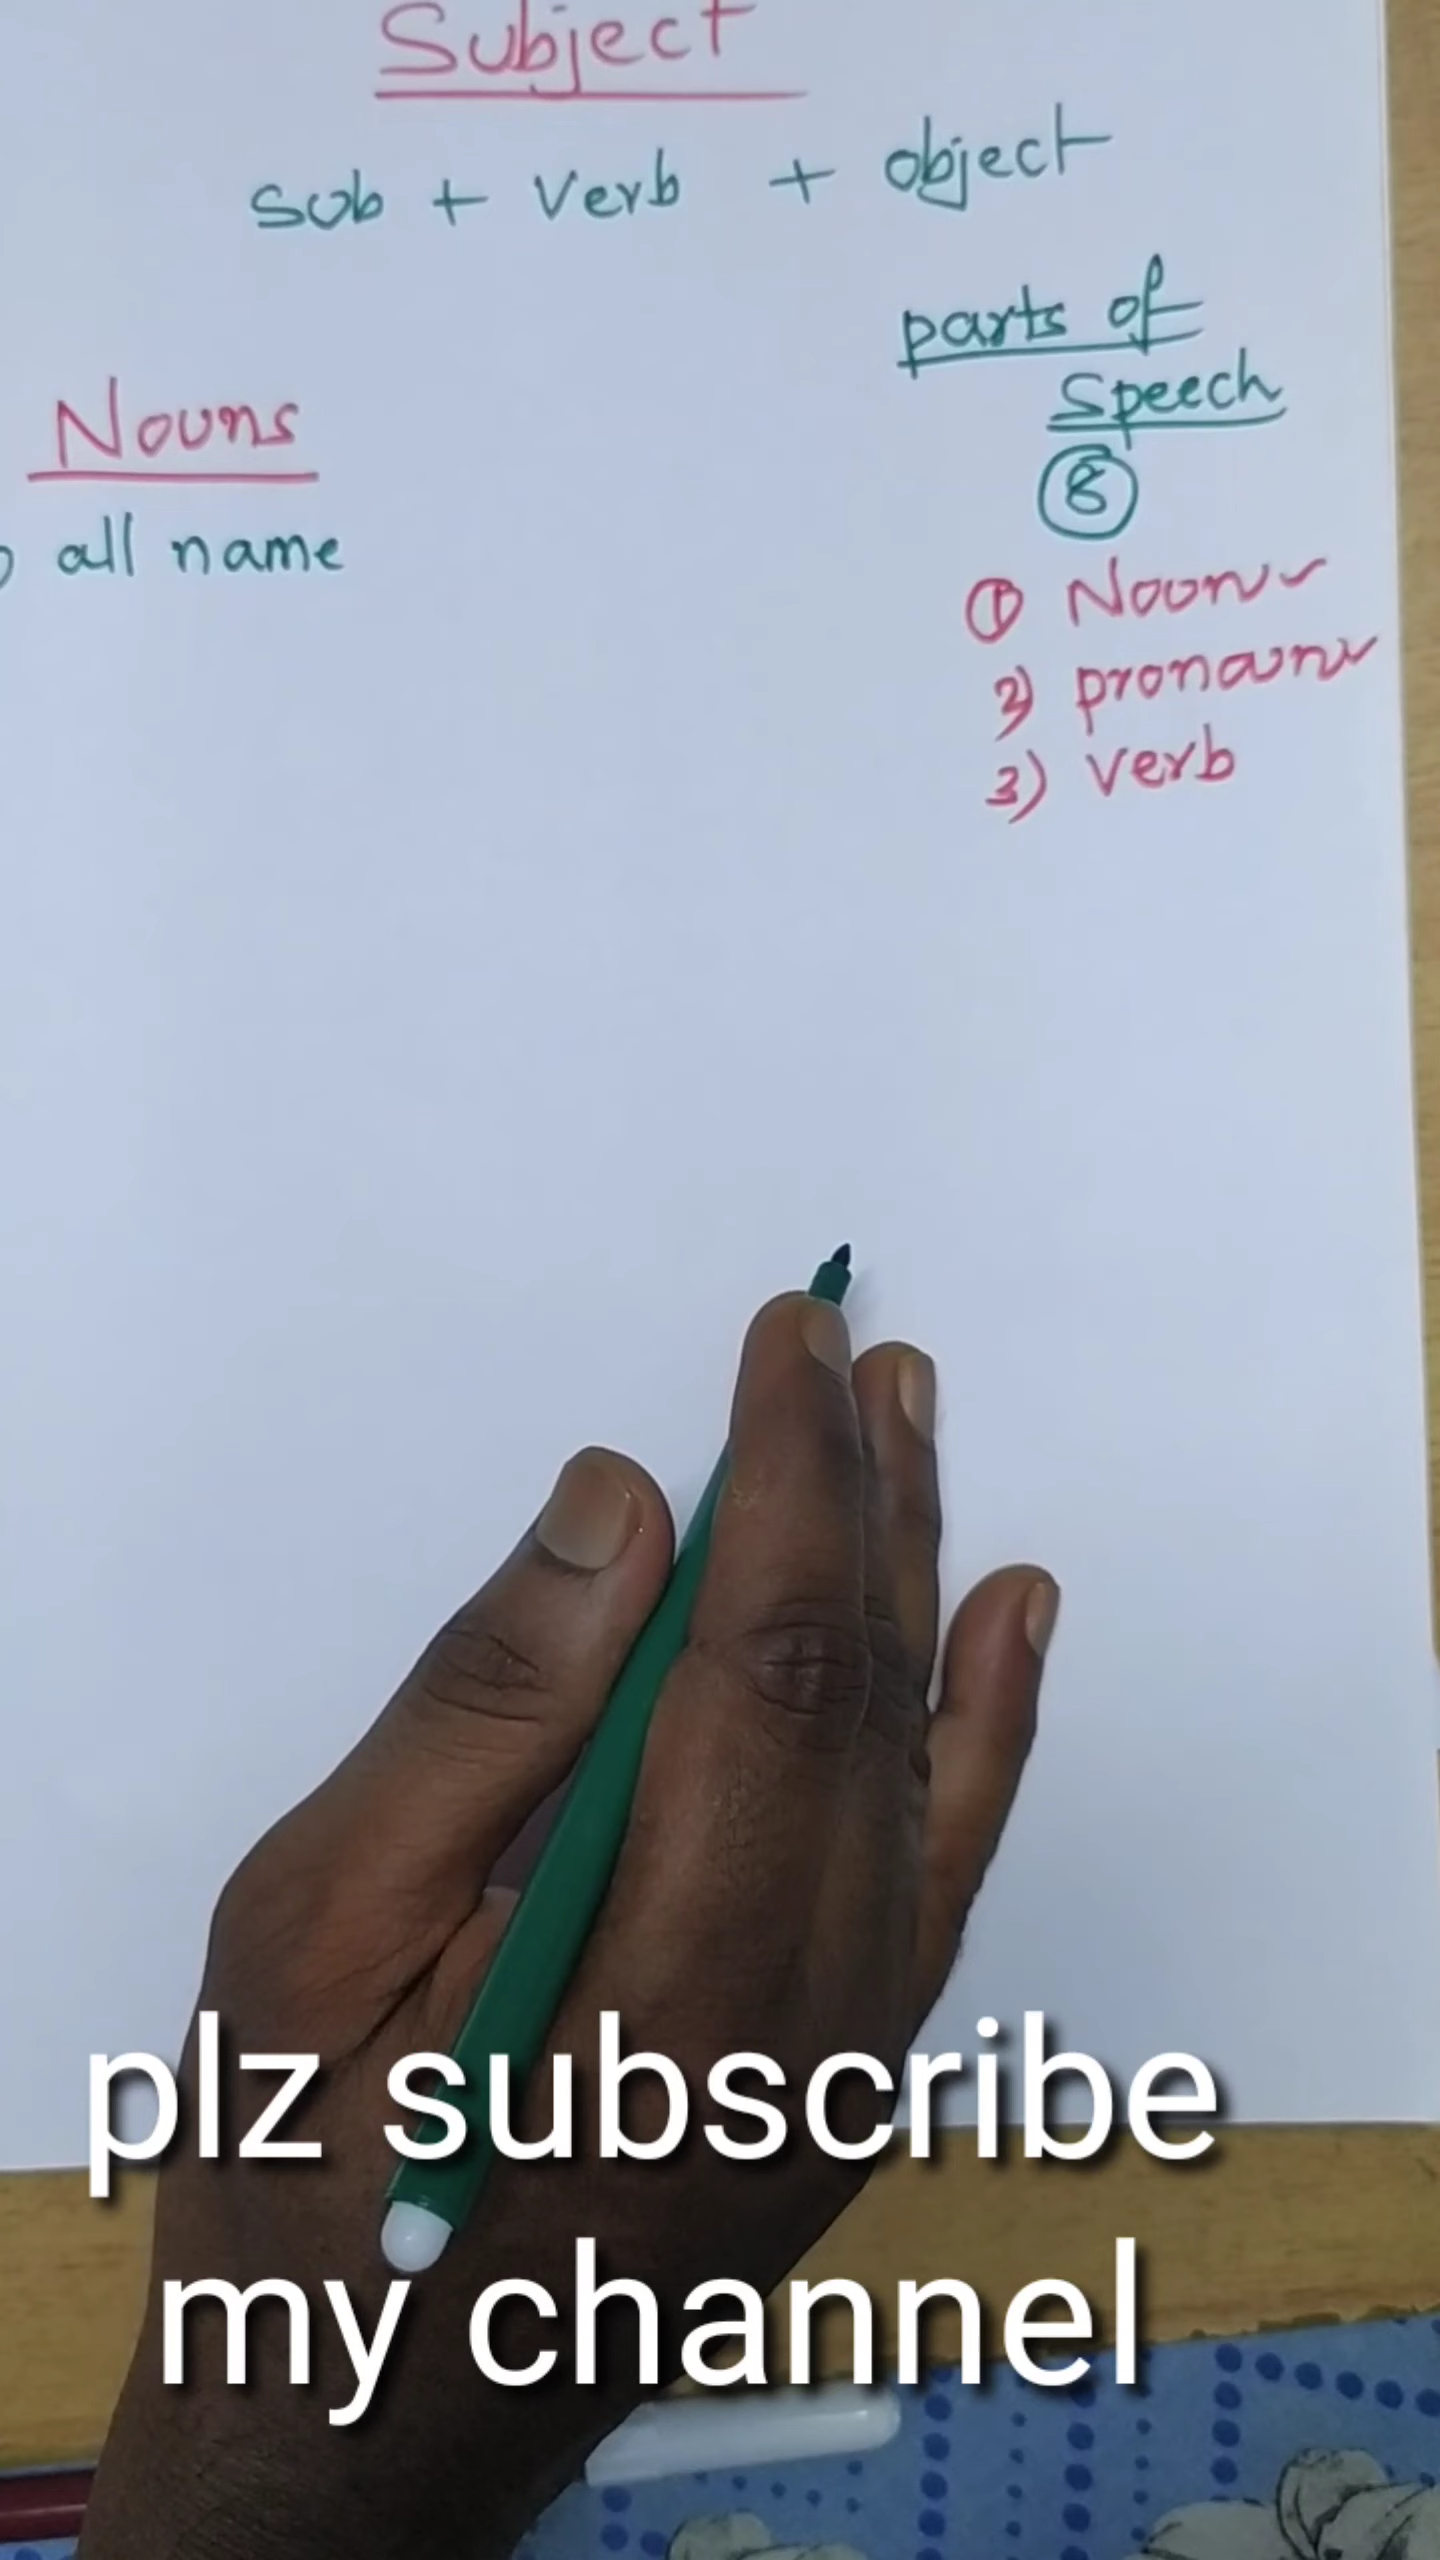 Subject
Sub + Verb + object
parts of
Speech
8
Nouns
all name
① Noun
2) pronoun
3) verb
plz subscribe
my channel